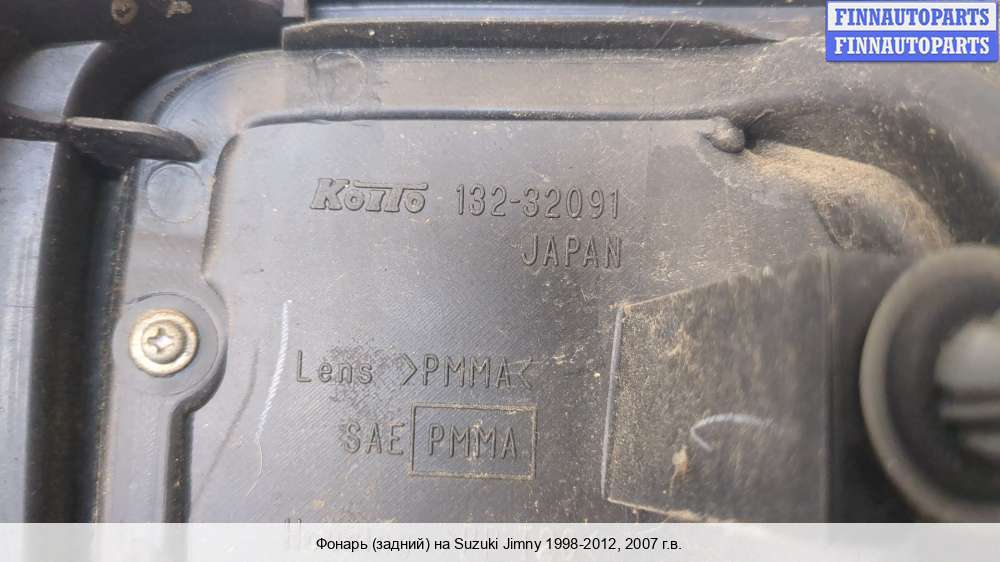 FINNAUTOPARTS
FINNAUTOPARTS
KOITO 132-32091
JAPAN
Lens >PMMA<
SAE PMMA
Фонарь (задний) на Suzuki Jimny 1998-2012, 2007 г.в.